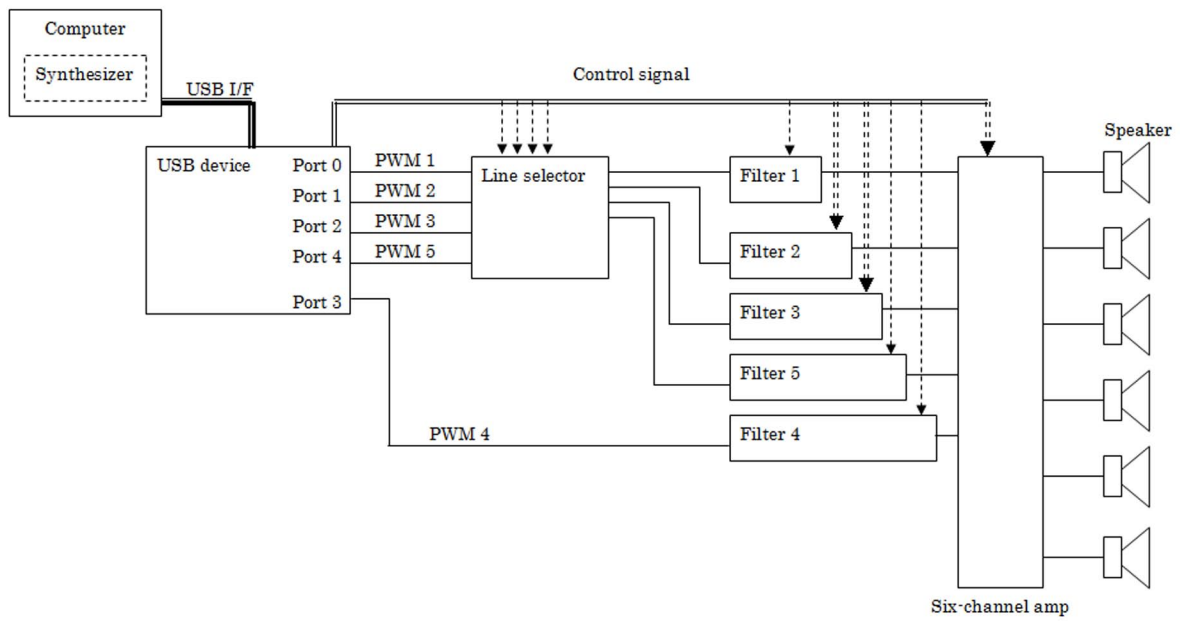 Computer
Synthesizer
USB I/F
Control signal
Speaker
USB device
Port 0
Port 1
Port 2
Port 4
Port 3
PWM 1
PWM 2
PWM 3
PWM 5
PWM 4
Line selector
Filter 1
Filter 2
Filter 3
Filter 5
Filter 4
Six-channel amp